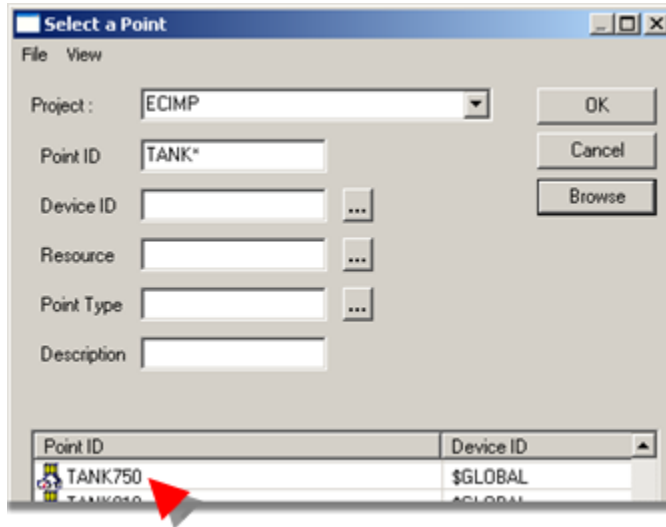 Select a Point
File View
Project : ECIMP OK
Point ID TANK* Cancel
Device ID ... Browse
Resource ...
Point Type ...
Description
Point ID Device ID
TANK750 $GLOBAL
$GLOBAL